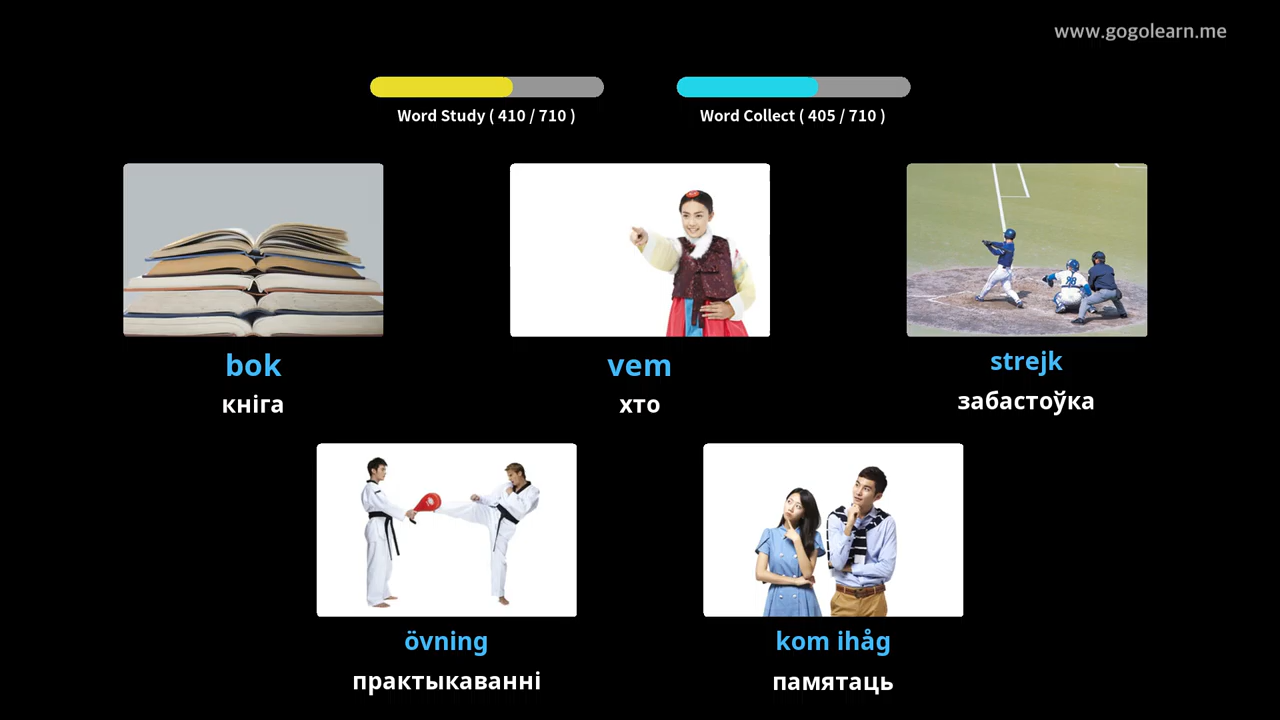 www.gogolearn.me
Word Study ( 410 / 710 )
Word Collect ( 405 / 710 )
bok
кніга
vem
хто
strejk
забастоўка
övning
практыкаванні
kom ihåg
памятаць